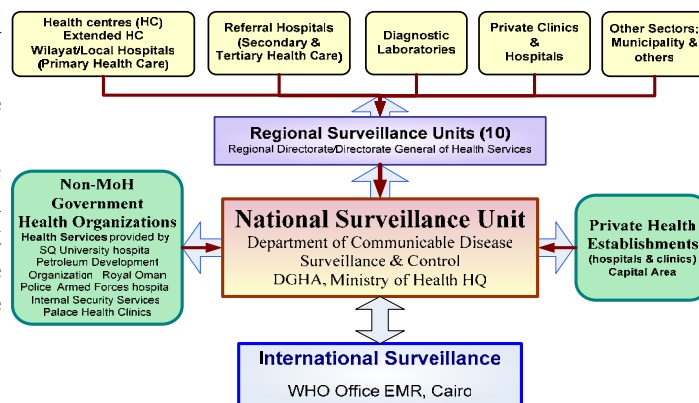 Health centres (HC)
Extended HC
Wilayat/Local Hospitals
(Primary Health Care)
Referral Hospitals
(Secondary &
Tertiary Health Care)
Diagnostic
Laboratories
Private Clinics
&
Hospitals
Other Sectors;
Municipality &
others
Regional Surveillance Units (10)
Regional Directorate/Directorate General of Health Services
Non-MoH
Government
Health Organizations
Health Services provided by
SQ University hospita
Petroleum Development
Organization Royal Oman
Police Armed Forces hospita
Internal Security Services
Palace Health Clinics
National Surveillance Unit
Department of Communicable Disease
Surveillance & Control
DGHA, Ministry of Health HQ
Private Health
Establishments
(hospitals & clinics)
Capital Area
International Surveillance
WHO Office EMR, Cairo